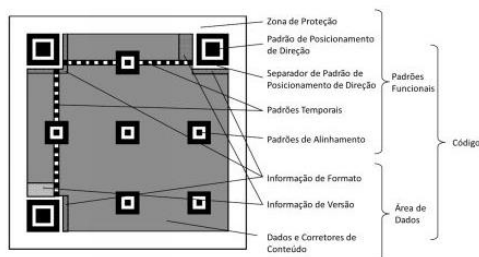 Zona de Proteção
Padrão de Posicionamento
de Direção
Separador de Padrão de
Posicionamento de Direção
Padrões Temporais
Padrões de Alinhamento
Informação de Formato
Informação de Versão
Dados e Corretores de
Conteúdo
Padrões
Funcionais
Área de
Dados
Código